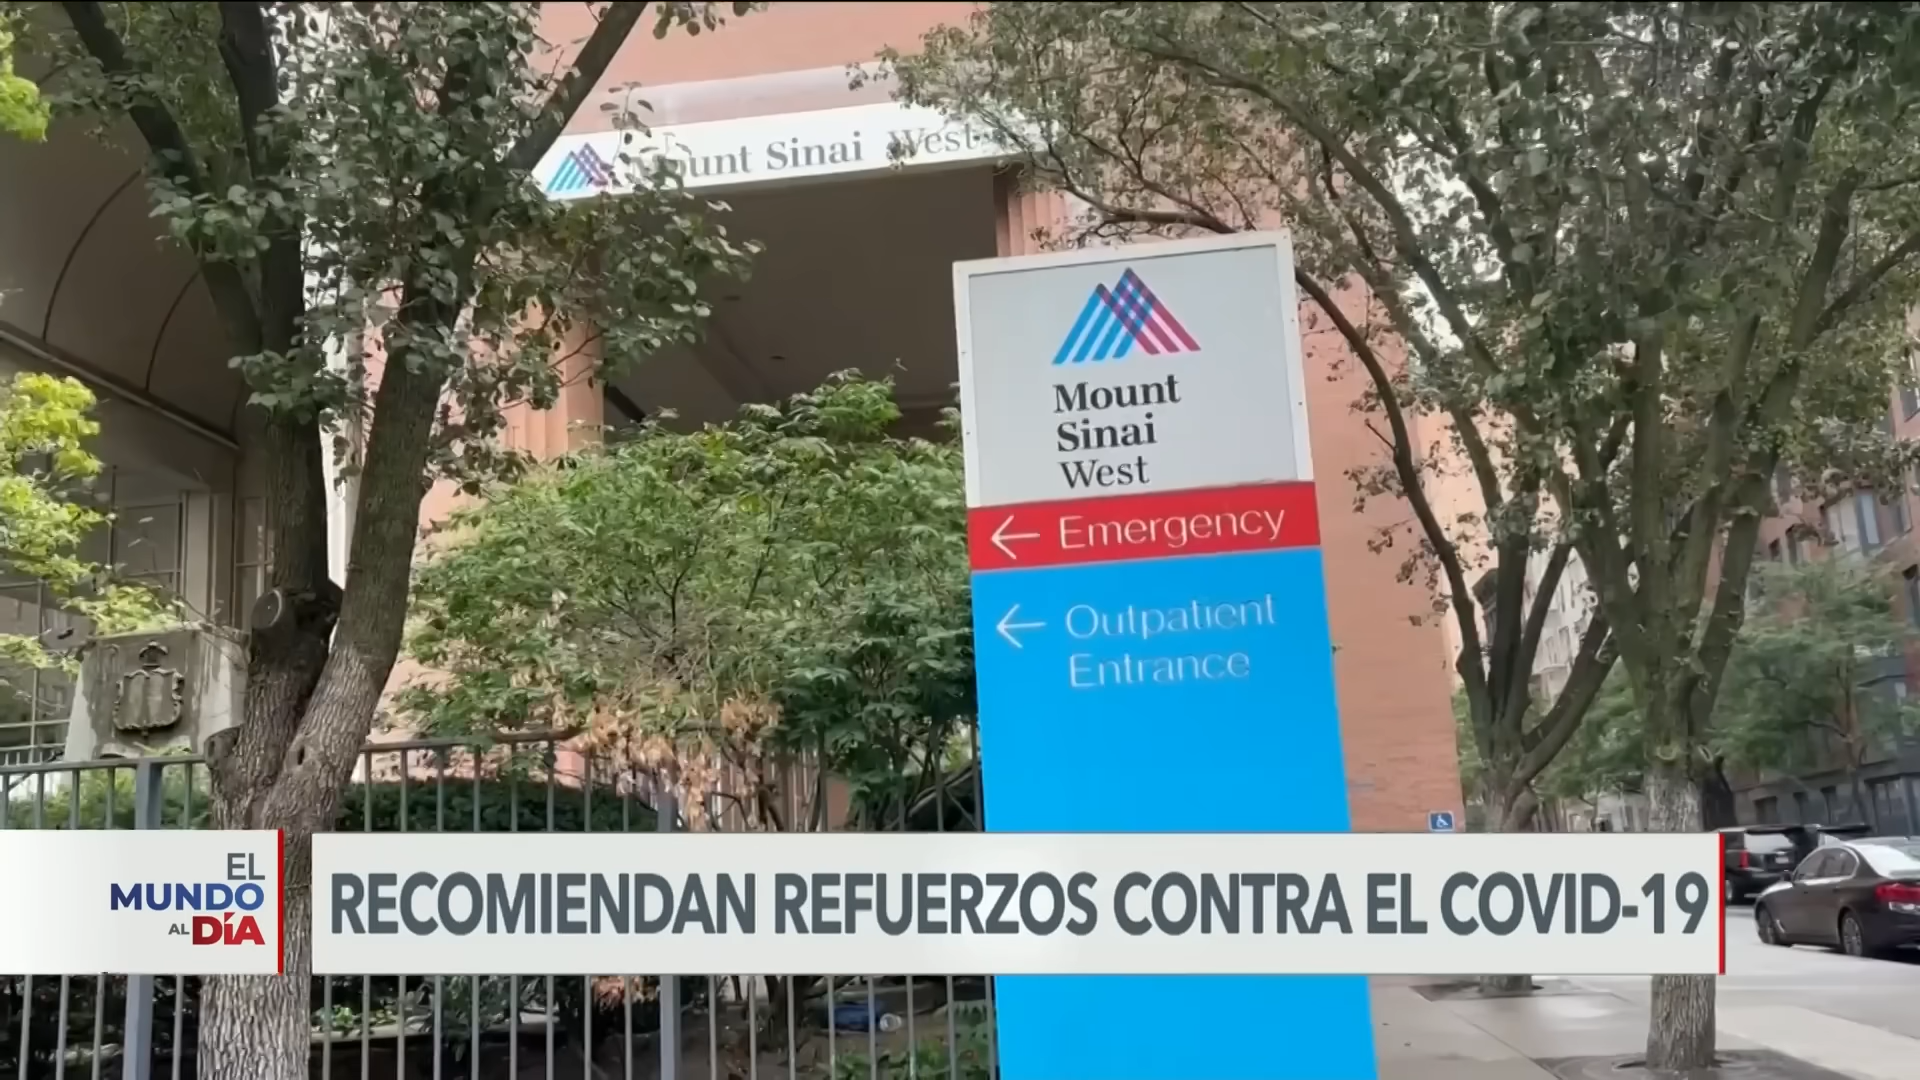 Mount Sinai West
Mount
Sinai
West
← Emergency
← Outpatient
Entrance
EL
MUNDO
AL DÍA
RECOMIENDAN REFUERZOS CONTRA EL COVID-19